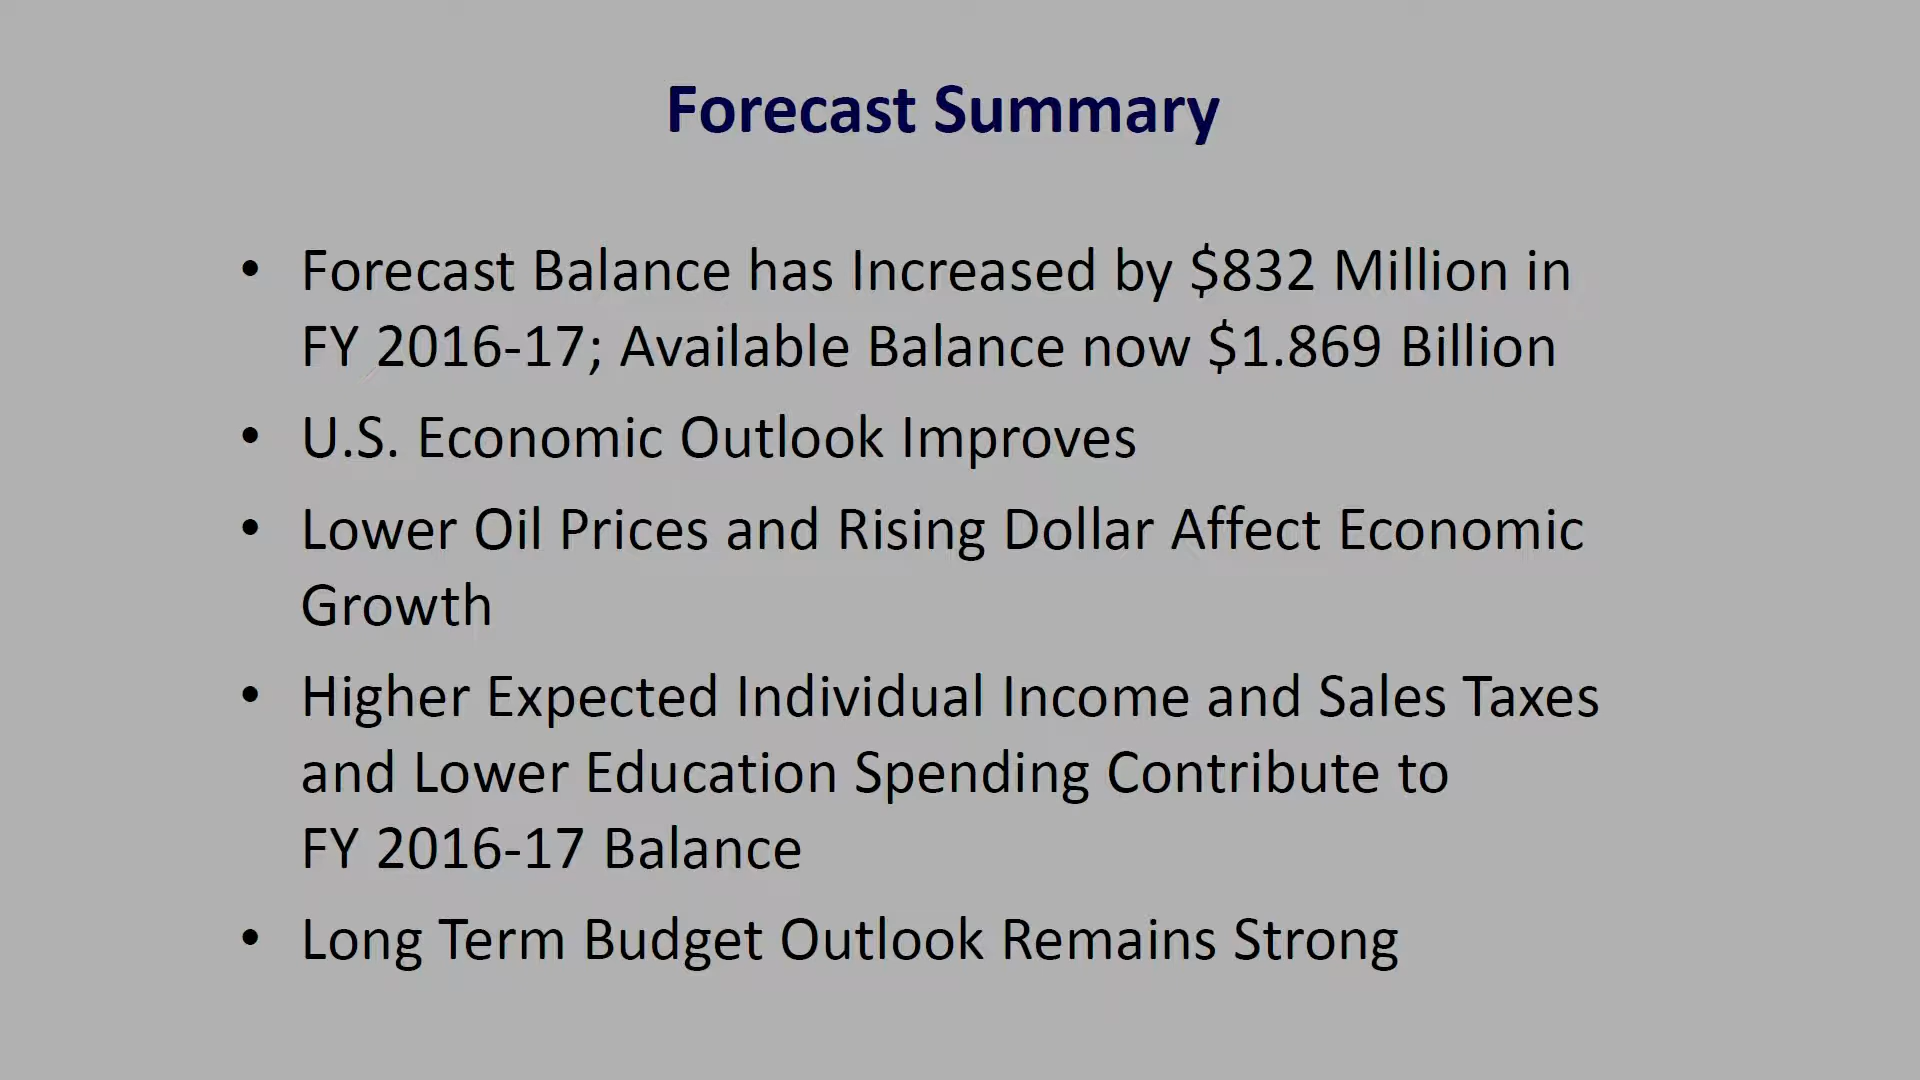 Forecast Summary
• Forecast Balance has Increased by $832 Million in
FY 2016-17; Available Balance now $1.869 Billion
• U.S. Economic Outlook Improves
• Lower Oil Prices and Rising Dollar Affect Economic
Growth
• Higher Expected Individual Income and Sales Taxes
and Lower Education Spending Contribute to
FY 2016-17 Balance
• Long Term Budget Outlook Remains Strong